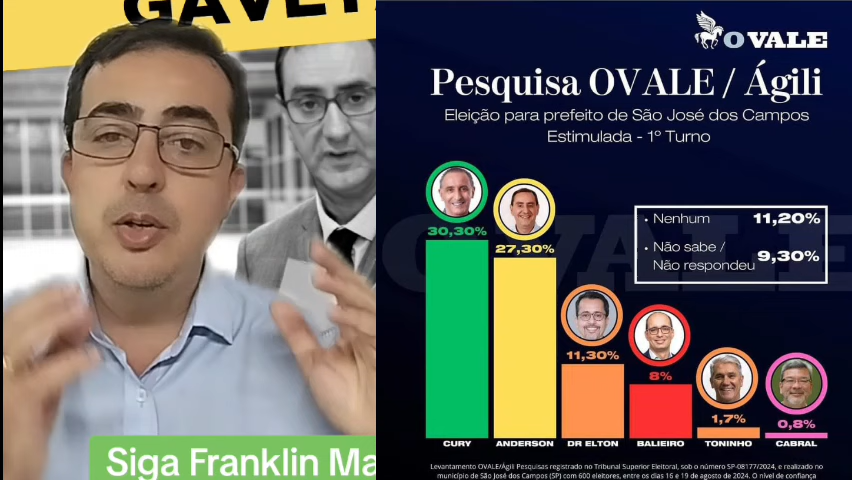 GAVETA
Siga Franklin Ma
OVALE
Pesquisa OVALE / Ágili
Eleição para prefeito de São José dos Campos
Estimulada - 1º Turno
30,30%
27,30%
11,30%
8%
1,7%
0,8%
• Nenhum 11,20%
• Não sabe /
Não respondeu 9,30%
CURY
ANDERSON
DR ELTON
BALIEIRO
TONINHO
CABRAL
Levantamento OVALE/Ágili Pesquisas registrado no Tribunal Superior Eleitoral, sob o número SP-08177/2024, e realizado no
município de São José dos Campos (SP) com 600 eleitores, entre os dias 16 e 19 de agosto de 2024. O nível de confiança